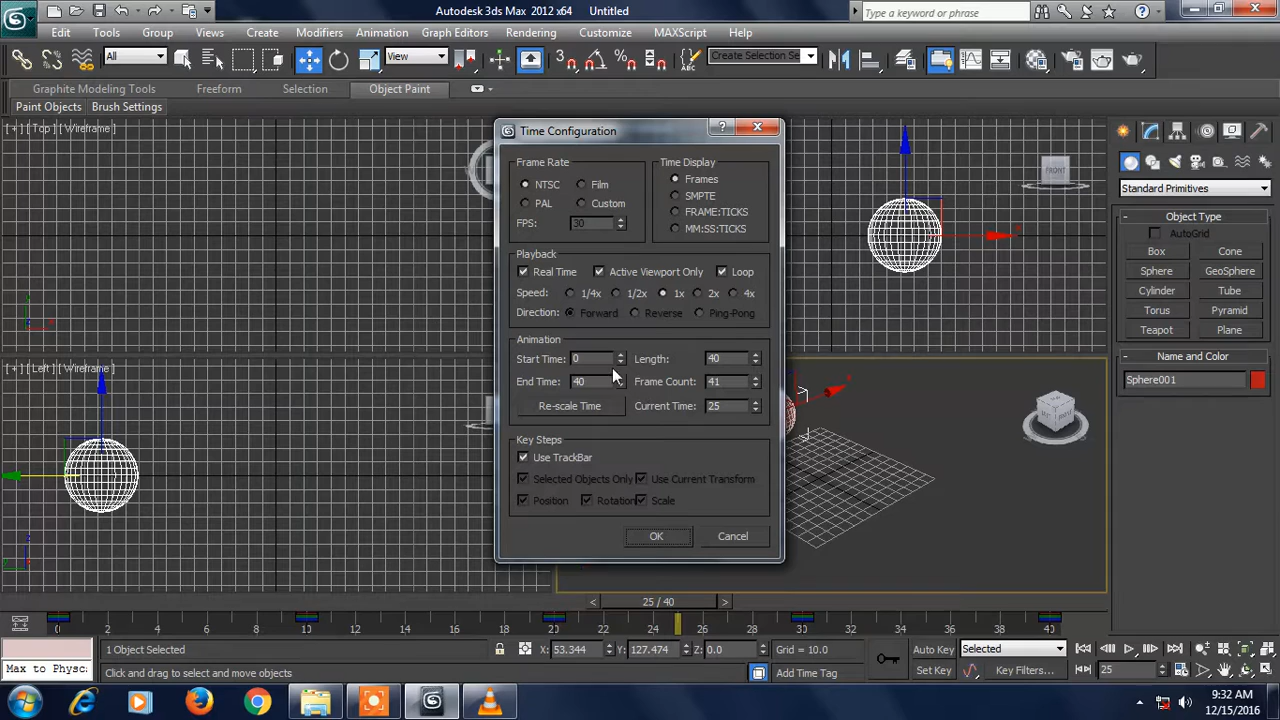 Autodesk 3ds Max 2012 x64 Untitled
Type a keyword or phrase
Edit Tools Group Views Create Modifiers Animation Graph Editors Rendering Customize MAXScript Help
All View 3 Create Selection Se
Graphite Modeling Tools Freeform Selection Object Paint
Paint Objects Brush Settings
[ + ] [ Top ] [ Wireframe ]
Time Configuration
Frame Rate
NTSC Film
PAL Custom
FPS: 30
Time Display
Frames
SMPTE
FRAME:TICKS
MM:SS:TICKS
Playback
Real Time Active Viewport Only Loop
Speed: 1/4x 1/2x 1x 2x 4x
Direction: Forward Reverse Ping-Pong
Animation
Start Time: 0 Length: 40
End Time: 40 Frame Count: 41
Re-scale Time Current Time: 25
Key Steps
Use TrackBar
Selected Objects Only Use Current Transform
Position Rotation Scale
OK Cancel
FRONT
Standard Primitives
Object Type
AutoGrid
Box Cone
Sphere GeoSphere
Cylinder Tube
Torus Pyramid
Teapot Plane
Name and Color
Sphere001
[ + ] [ Left ] [ Wireframe ]
25 / 40
0 2 4 6 8 10 12 14 16 18 20 22 24 26 28 30 32 34 36 38 40
1 Object Selected X: 53.344 Y: 127.474 Z: 0.0 Grid = 10.0 Auto Key Selected
Max to Physc Click and drag to select and move objects Add Time Tag Set Key Key Filters... 25
9:32 AM
12/15/2016